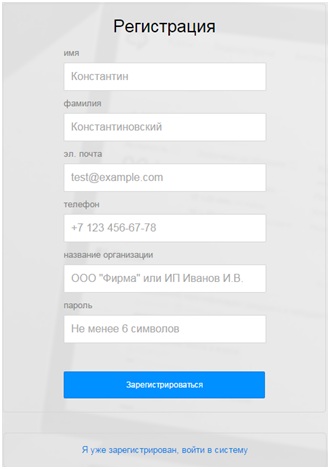 Регистрация
имя
Константин
фамилия
Константиновский
эл. почта
test@example.com
телефон
+7 123 456-67-78
название организации
ООО "Фирма" или ИП Иванов И.В.
пароль
Не менее 6 символов
Зарегистрироваться
Я уже зарегистрирован, войти в систему